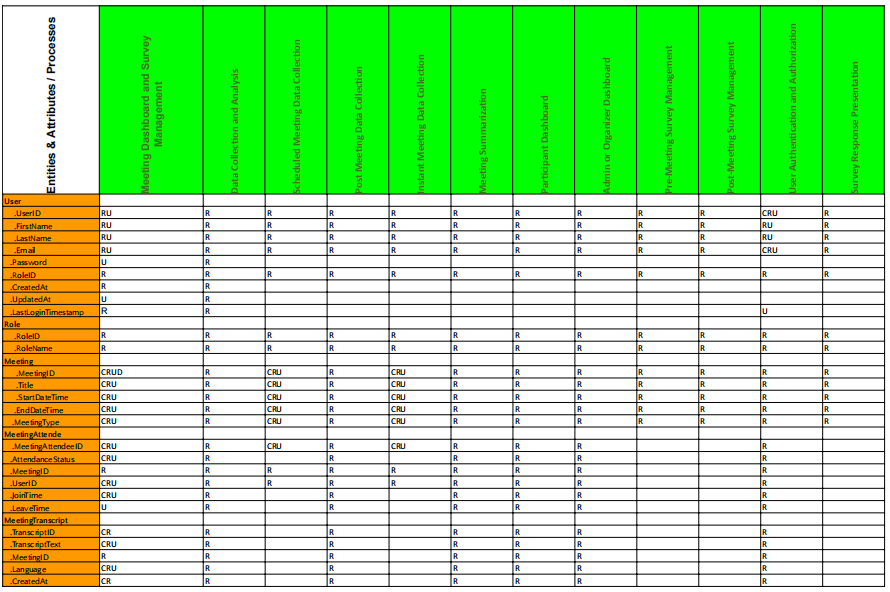 Entities & Attributes / Processes
Meeting Dashboard and Survey
Management
Data Collection and Analysis
Scheduled Meeting Data Collection
Post Meeting Data Collection
Instant Meeting Data Collection
Meeting Summarization
Participant Dashboard
Admin or Organizer Dashboard
Pre-Meeting Survey Management
Post-Meeting Survey Management
User Authentication and Authorization
Survey Response Presentation
User
.UserID RU R R R R R R R R R CRU R
.FirstName RU R R R R R R R R R RU R
.LastName RU R R R R R R R R R RU R
.Email RU R R R R R R R R R CRU R
.Password U R
.RoleID R R R R R R R R R R R R
.CreatedAt R R
.UpdatedAt U R
.LastLoginTimestamp R R U
Role
.RoleID R R R R R R R R R R R R
.RoleName R R R R R R R R R R R R
Meeting
.MeetingID CRUD R CRU R CRU R R R R R R R
.Title CRU R CRU R CRU R R R R R R R
.StartDateTime CRU R CRU R CRU R R R R R R R
.EndDateTime CRU R CRU R CRU R R R R R R R
.MeetingType CRU R CRU R CRU R R R R R R R
MeetingAttende
.MeetingAttendeeID CRU R CRU R CRU R R R R
.AttendanceStatus CRU R R R R R R
.MeetingID R R R R R R R R R
.UserID CRU R R R R R R R R
.JoinTime CRU R R R R R R
.LeaveTime U R R R R R R
MeetingTranscript
.TranscriptID CR R R R R R R
.TranscriptText CRU R R R R R R
.MeetingID R R R R R R R
.Language CRU R R R R R R
.CreatedAt CR R R R R R R